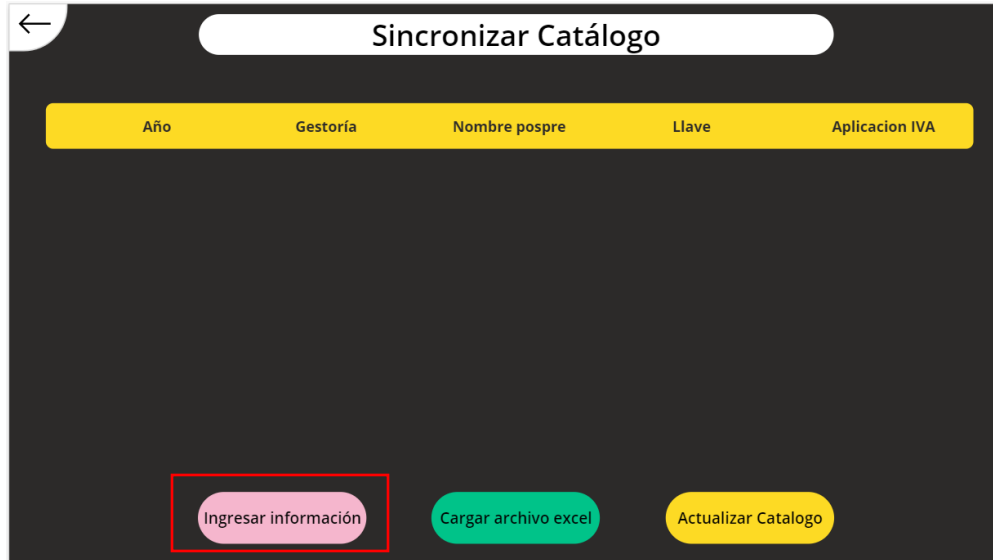 Sincronizar Catálogo
Año Gestoría Nombre pospre Llave Aplicacion IVA
Ingresar información Cargar archivo excel Actualizar Catalogo